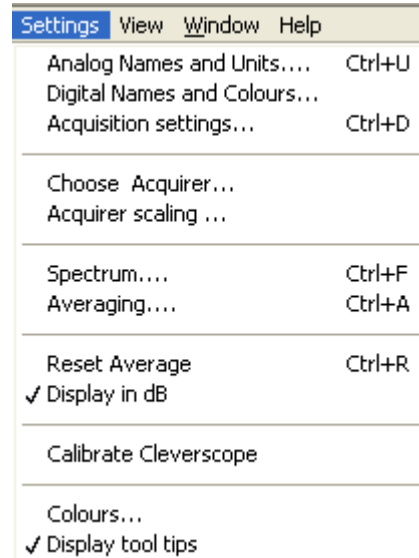 Settings View Window Help
Analog Names and Units.... Ctrl+U
Digital Names and Colours...
Acquisition settings... Ctrl+D
Choose Acquirer...
Acquirer scaling ...
Spectrum.... Ctrl+F
Averaging.... Ctrl+A
Reset Average Ctrl+R
✓ Display in dB
Calibrate Cleverscope
Colours...
✓ Display tool tips